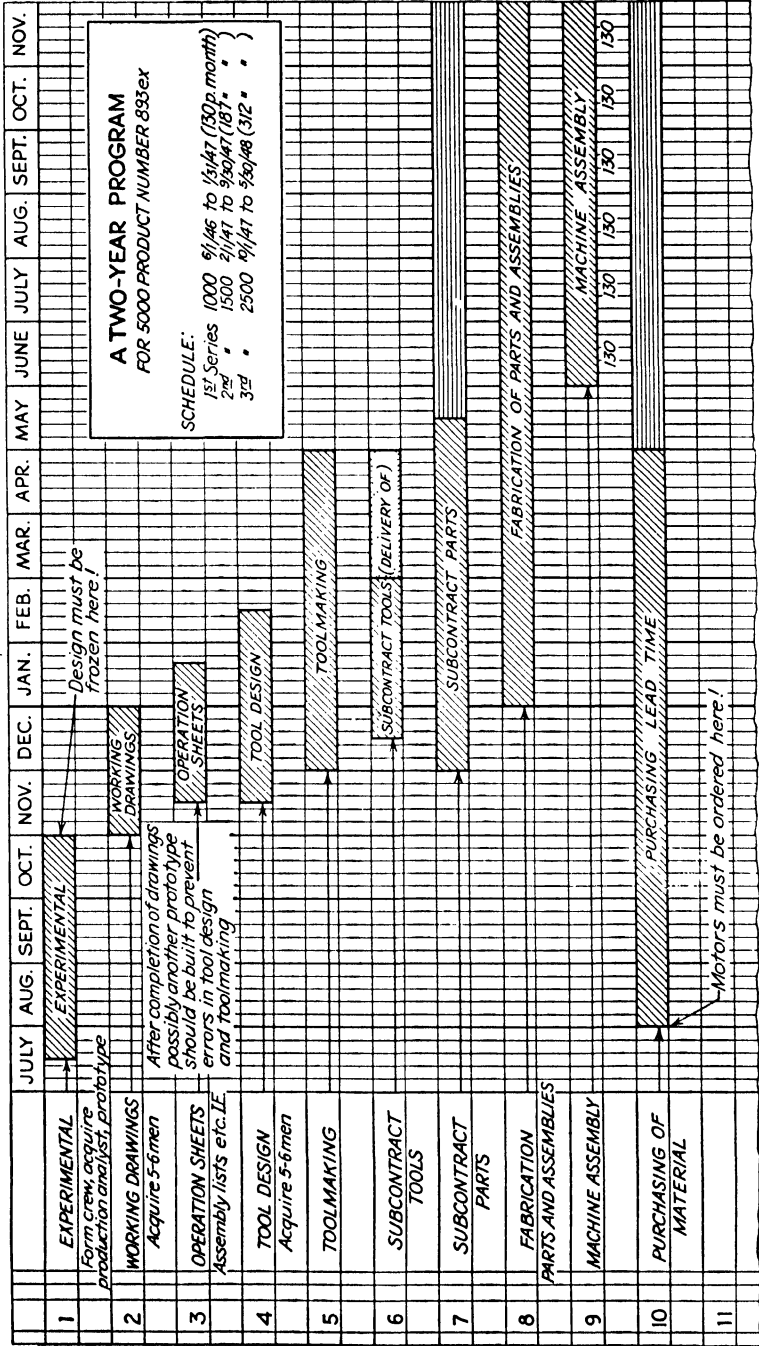 JULY AUG. SEPT. OCT. NOV. DEC. JAN. FEB. MAR. APR. MAY JUNE JULY AUG. SEPT. OCT. NOV.
A TWO-YEAR PROGRAM
FOR 5000 PRODUCT NUMBER 893ex
SCHEDULE:
1st Series 1000 6/1/46 to 1/31/47 (130 p. month)
2nd " 1500 2/1/47 to 9/30/47 (187 " " )
3rd " 2500 10/1/47 to 5/30/48 (312 " " )
1 EXPERIMENTAL
Form crew, acquire
production analyst, prototype
EXPERIMENTAL
Design must be
frozen here!
2 WORKING DRAWINGS
Acquire 5-6 men
WORKING
DRAWINGS
After completion of drawings
possibly another prototype
should be built to prevent
errors in tool design
and toolmaking
3 OPERATION SHEETS
Assembly lists etc. I.E.
OPERATION
SHEETS
4 TOOL DESIGN
Acquire 5-6 men
TOOL DESIGN
5 TOOLMAKING
TOOLMAKING
6 SUBCONTRACT
TOOLS
SUBCONTRACT TOOLS (DELIVERY OF)
7 SUBCONTRACT
PARTS
SUBCONTRACT PARTS
8 FABRICATION
PARTS AND ASSEMBLIES
FABRICATION OF PARTS AND ASSEMBLIES
9 MACHINE ASSEMBLY
MACHINE ASSEMBLY
130 130 130 130 130 130
10 PURCHASING OF
MATERIAL
PURCHASING LEAD TIME
Motors must be ordered here!
11